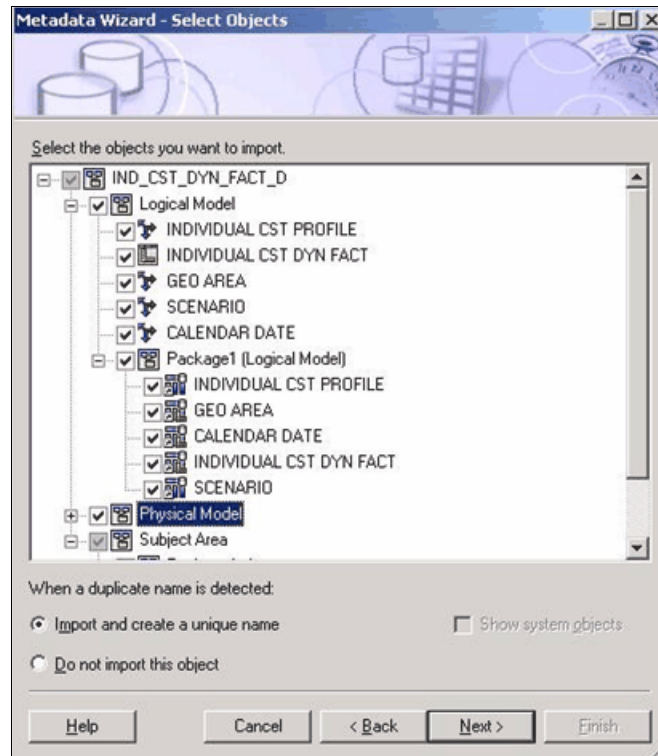 Metadata Wizard - Select Objects
Select the objects you want to import.
IND_CST_DYN_FACT_D
Logical Model
INDIVIDUAL CST PROFILE
INDIVIDUAL CST DYN FACT
GEO AREA
SCENARIO
CALENDAR DATE
Package1 (Logical Model)
INDIVIDUAL CST PROFILE
GEO AREA
CALENDAR DATE
INDIVIDUAL CST DYN FACT
SCENARIO
Physical Model
Subject Area
When a duplicate name is detected:
Import and create a unique name
Show system objects
Do not import this object
Help
Cancel
< Back
Next >
Finish